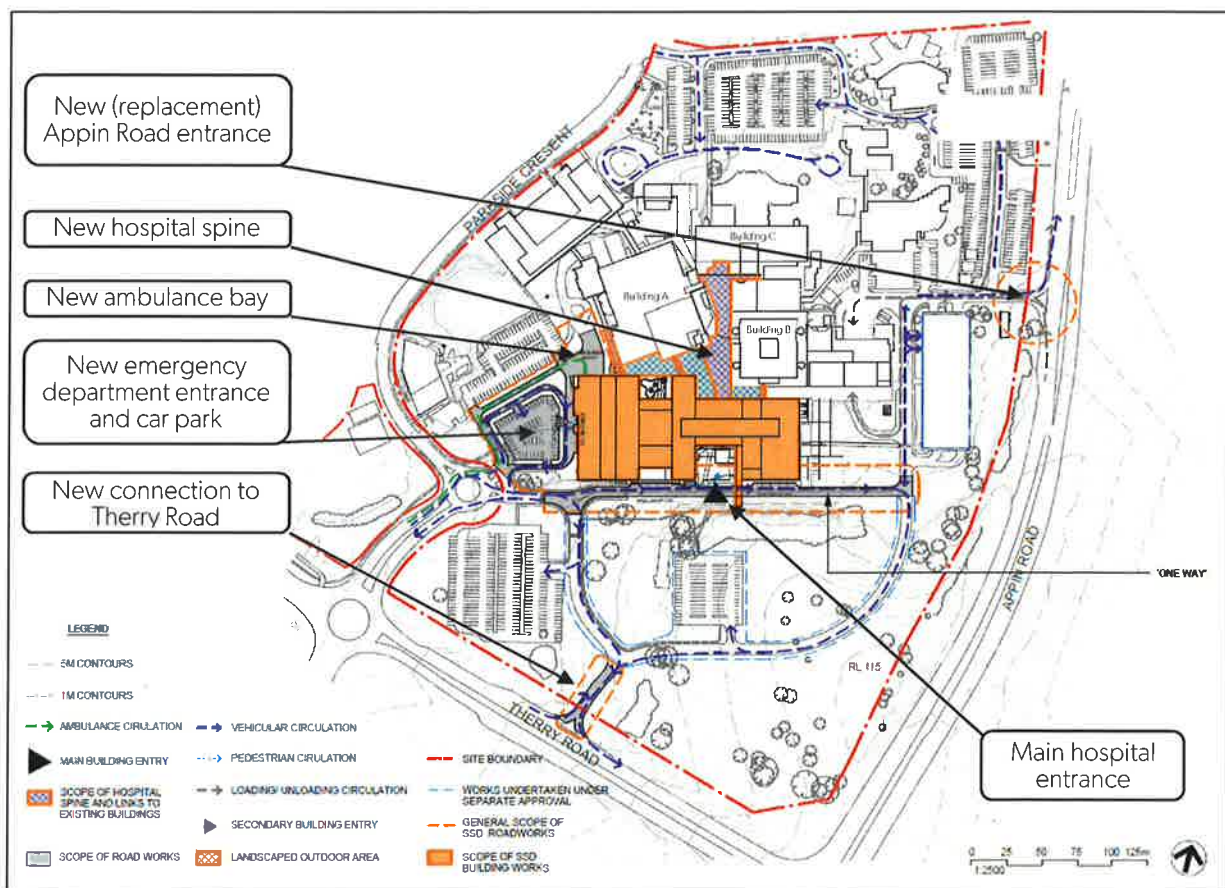 New (replacement)
Appin Road entrance
New hospital spine
New ambulance bay
New emergency
department entrance
and car park
New connection to
Therry Road
PARKSIDE CRESENT
Building C
Building A
Building B
'ONE WAY'
APPIN ROAD
RL 115
THERRY ROAD
Main hospital
entrance
LEGEND
5M CONTOURS
1M CONTOURS
AMBULANCE CIRULATION
VEHICULAR CIRCULATION
MAIN BUILDING ENTRY
PEDESTRIAN CIRULATION
SITE BOUNDARY
SCOPE OF HOSPITAL
SPINE AND LINKS TO
EXISTING BUILDINGS
LOADING/ UNLOADING CIRCULATION
WORKS UNDERTAKEN UNDER
SEPARATE APPROVAL
SECONDARY BUILDING ENTRY
GENERAL SCOPE OF
SSD ROADWORKS
SCOPE OF ROAD WORKS
LANDSCAPED OUTDOOR AREA
SCOPE OF SSD
BUILDING WORKS
0 25 50 75 100 125m
1:2500